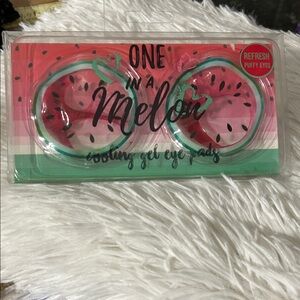 ONE
IN A
Melon
cooling gel eye pads
REFRESH
PUFFY EYES